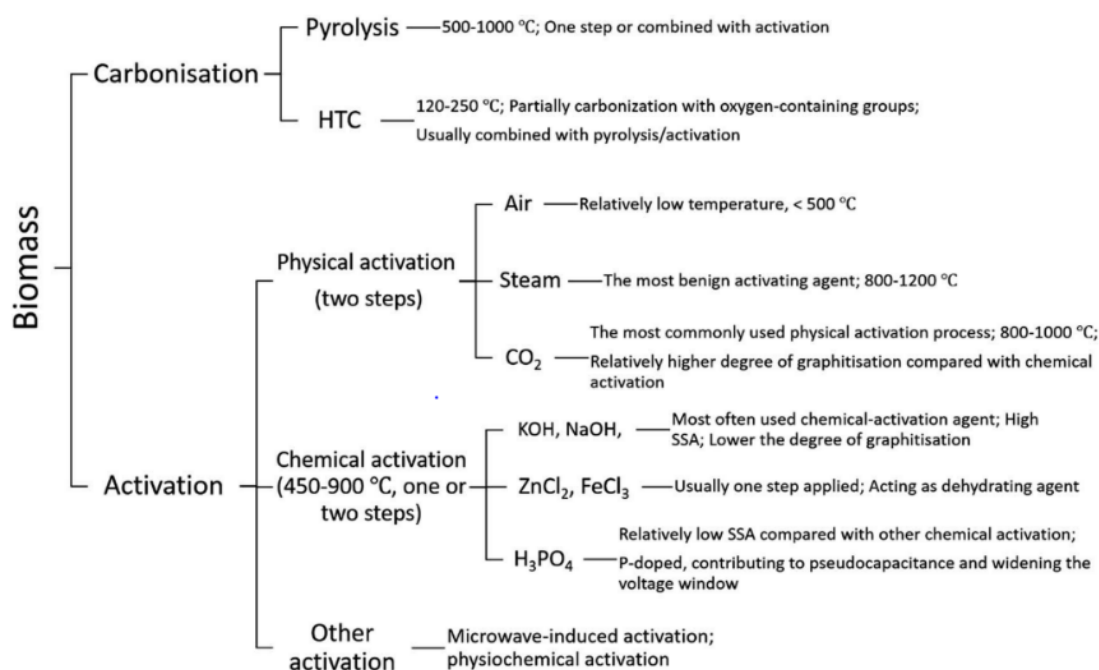 Biomass
Carbonisation
Pyrolysis
500-1000 ℃; One step or combined with activation
HTC
120-250 ℃; Partially carbonization with oxygen-containing groups;
Usually combined with pyrolysis/activation
Activation
Physical activation
(two steps)
Air
Relatively low temperature, < 500 ℃
Steam
The most benign activating agent; 800-1200 ℃
CO₂
The most commonly used physical activation process; 800-1000 ℃;
Relatively higher degree of graphitisation compared with chemical
activation
Chemical activation
(450-900 ℃, one or
two steps)
KOH, NaOH,
Most often used chemical-activation agent; High
SSA; Lower the degree of graphitisation
ZnCl₂, FeCl₃
Usually one step applied; Acting as dehydrating agent
H₃PO₄
Relatively low SSA compared with other chemical activation;
P-doped, contributing to pseudocapacitance and widening the
voltage window
Other
activation
Microwave-induced activation;
physiochemical activation